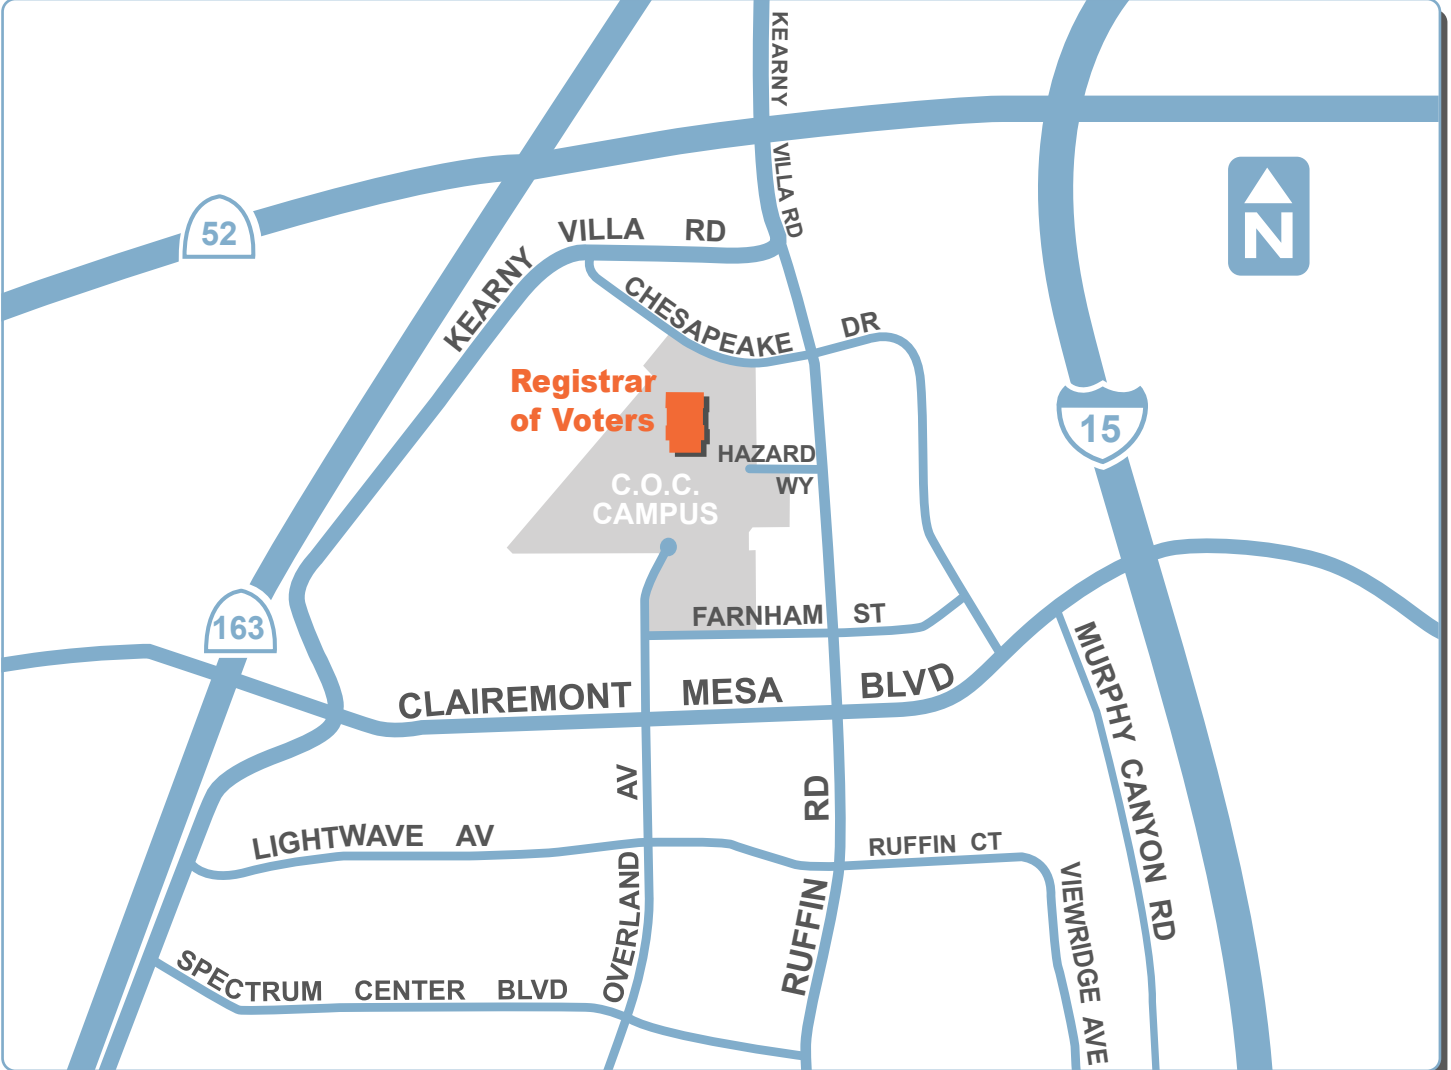 KEARNY VILLA RD
52
KEARNY VILLA RD
N
CHESAPEAKE DR
Registrar
of Voters
15
HAZARD
WY
C.O.C.
CAMPUS
FARNHAM ST
163
CLAIREMONT MESA BLVD
MURPHY CANYON RD
OVERLAND AV
RUFFIN RD
LIGHTWAVE AV
RUFFIN CT
VIEWRIDGE AVE
SPECTRUM CENTER BLVD